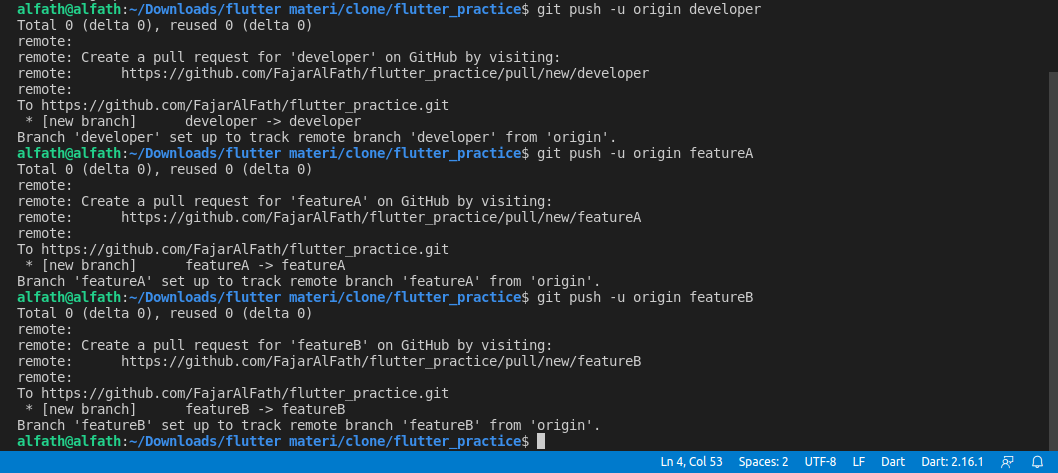 alfath@alfath:~/Downloads/flutter materi/clone/flutter_practice$ git push -u origin developer
Total 0 (delta 0), reused 0 (delta 0)
remote:
remote: Create a pull request for 'developer' on GitHub by visiting:
remote:      https://github.com/FajarAlFath/flutter_practice/pull/new/developer
remote:
To https://github.com/FajarAlFath/flutter_practice.git
 * [new branch]      developer -> developer
Branch 'developer' set up to track remote branch 'developer' from 'origin'.
alfath@alfath:~/Downloads/flutter materi/clone/flutter_practice$ git push -u origin featureA
Total 0 (delta 0), reused 0 (delta 0)
remote:
remote: Create a pull request for 'featureA' on GitHub by visiting:
remote:      https://github.com/FajarAlFath/flutter_practice/pull/new/featureA
remote:
To https://github.com/FajarAlFath/flutter_practice.git
 * [new branch]      featureA -> featureA
Branch 'featureA' set up to track remote branch 'featureA' from 'origin'.
alfath@alfath:~/Downloads/flutter materi/clone/flutter_practice$ git push -u origin featureB
Total 0 (delta 0), reused 0 (delta 0)
remote:
remote: Create a pull request for 'featureB' on GitHub by visiting:
remote:      https://github.com/FajarAlFath/flutter_practice/pull/new/featureB
remote:
To https://github.com/FajarAlFath/flutter_practice.git
 * [new branch]      featureB -> featureB
Branch 'featureB' set up to track remote branch 'featureB' from 'origin'.
alfath@alfath:~/Downloads/flutter materi/clone/flutter_practice$
Ln 4, Col 53 Spaces: 2 UTF-8 LF Dart Dart: 2.16.1